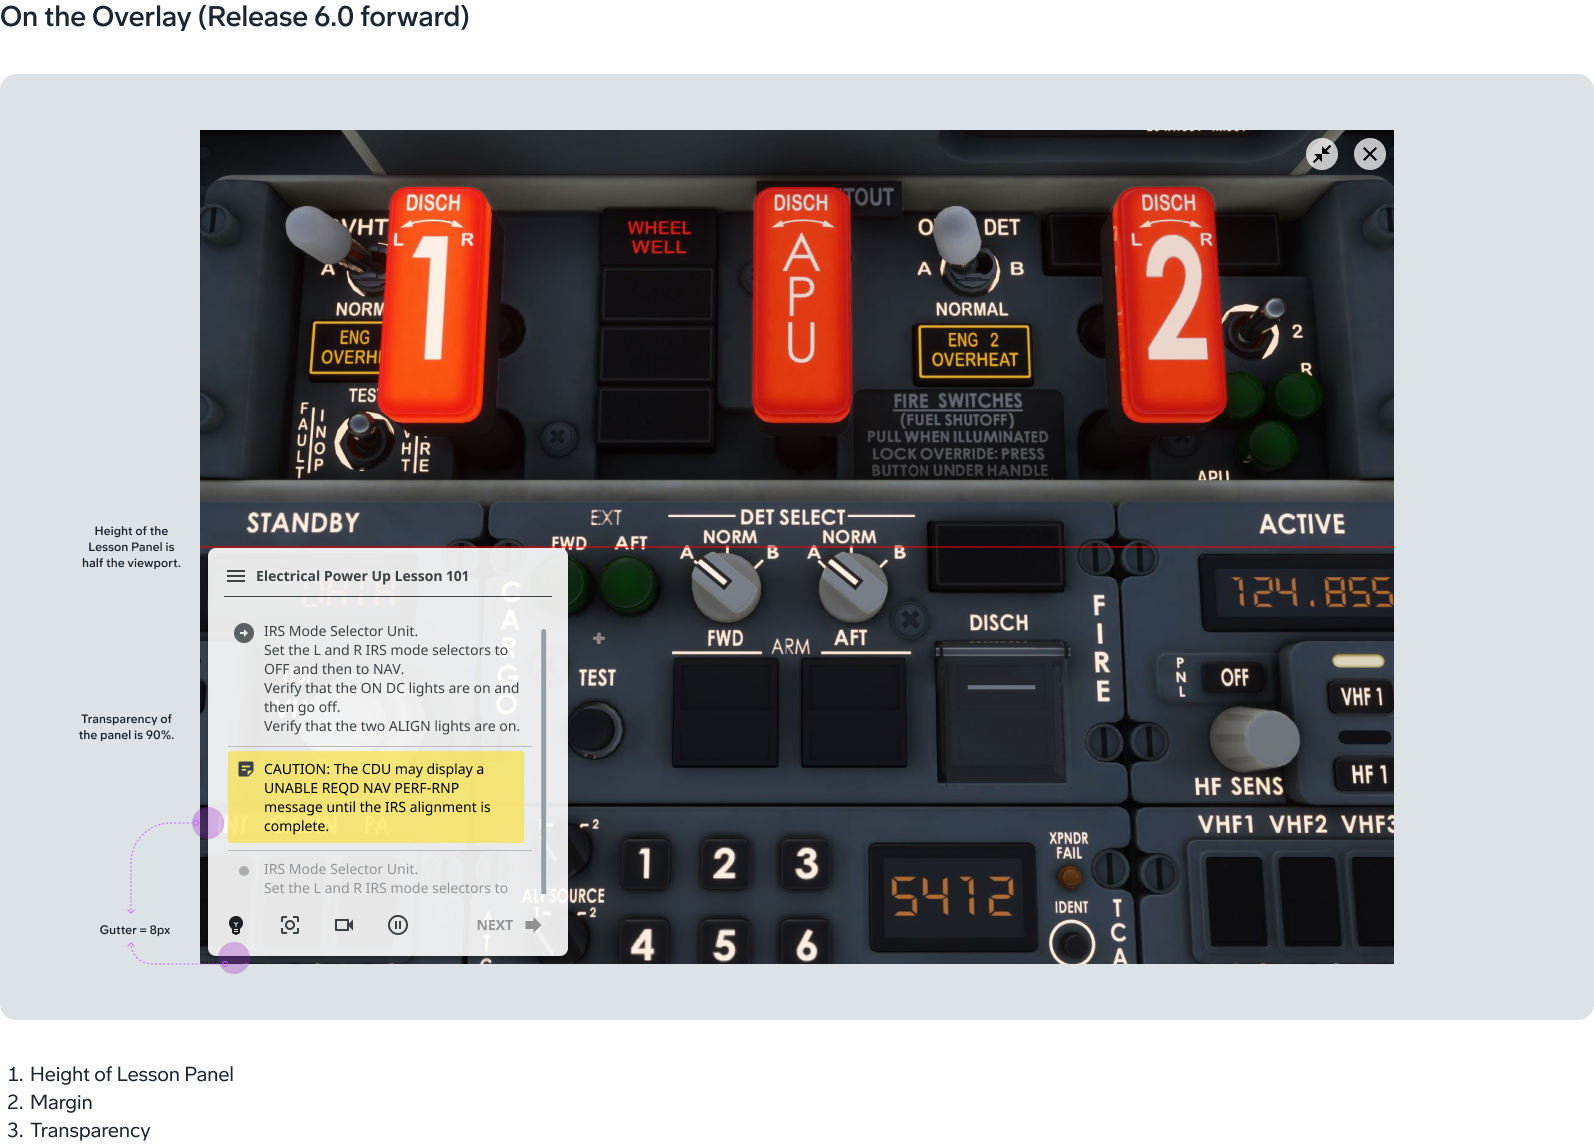 On the Overlay (Release 6.0 forward)
DISCH
L R
1
A
NORM
ENG
OVERH
TES
FAULT
INOP
WHEEL
WELL
DISCH
APU
TOUT
DET
A B
NORMAL
ENG 2
OVERHEAT
FIRE SWITCHES
(FUEL SHUTOFF)
PULL WHEN ILLUMINATED
LOCK OVERRIDE: PRESS
BUTTON UNDER HANDLE
DISCH
L R
2
2
R
APU
STANDBY
EXT
FWD AFT
DET SELECT
NORM NORM
A B A B
FWD
ARM
AFT
TEST
CARGO
DISCH
FIRE
ACTIVE
124.855
PNL
OFF
VHF 1
HF SENS
HF 1
VHF1 VHF2 VHF3
XPNDR
FAIL
IDENT
TCA
5472
1 2 3
4 5 6
2
ALT SOURCE
2
Height of the
Lesson Panel is
half the viewport.
Transparency of
the panel is 90%.
Gutter = 8px
Electrical Power Up Lesson 101
IRS Mode Selector Unit.
Set the L and R IRS mode selectors to
OFF and then to NAV.
Verify that the ON DC lights are on and
then go off.
Verify that the two ALIGN lights are on.
CAUTION: The CDU may display a
UNABLE REQD NAV PERF-RNP
message until the IRS alignment is
complete.
IRS Mode Selector Unit.
Set the L and R IRS mode selectors to
NEXT
1. Height of Lesson Panel
2. Margin
3. Transparency